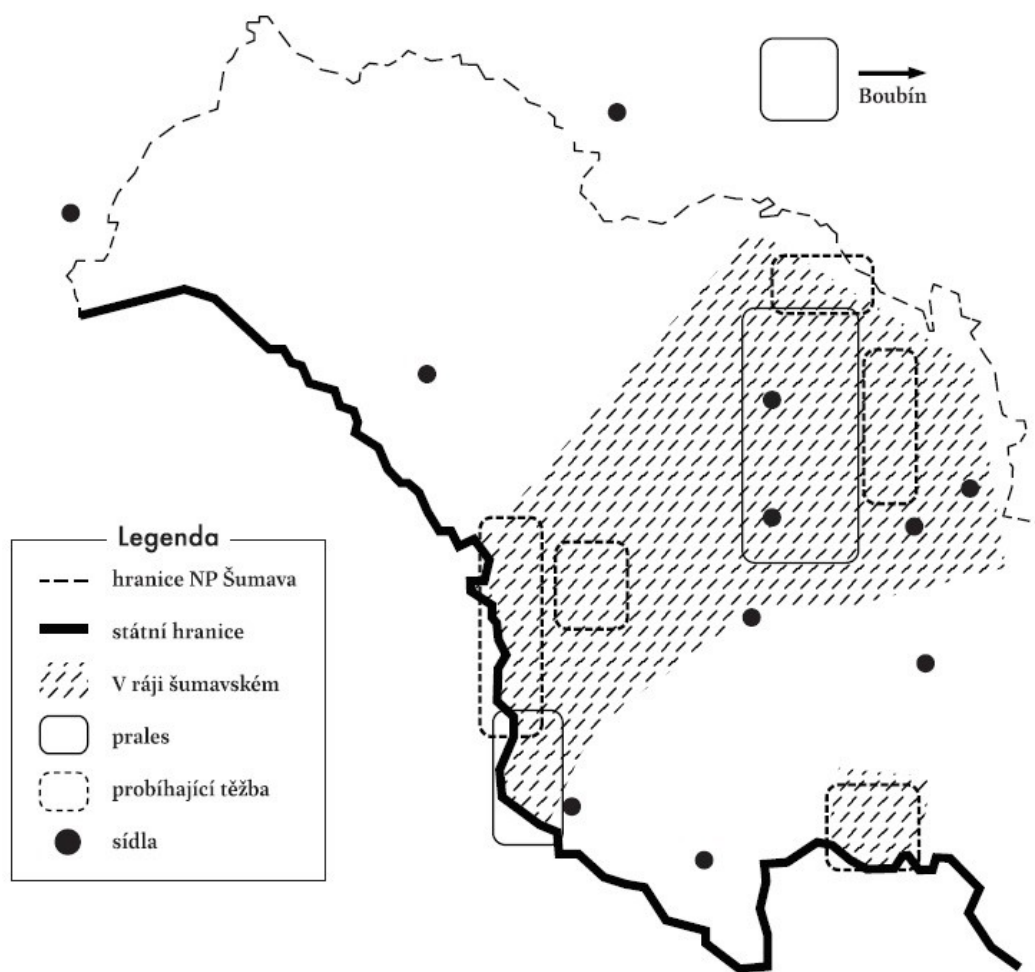 Boubín
Legenda
hranice NP Šumava
státní hranice
V ráji šumavském
prales
probíhající těžba
sídla